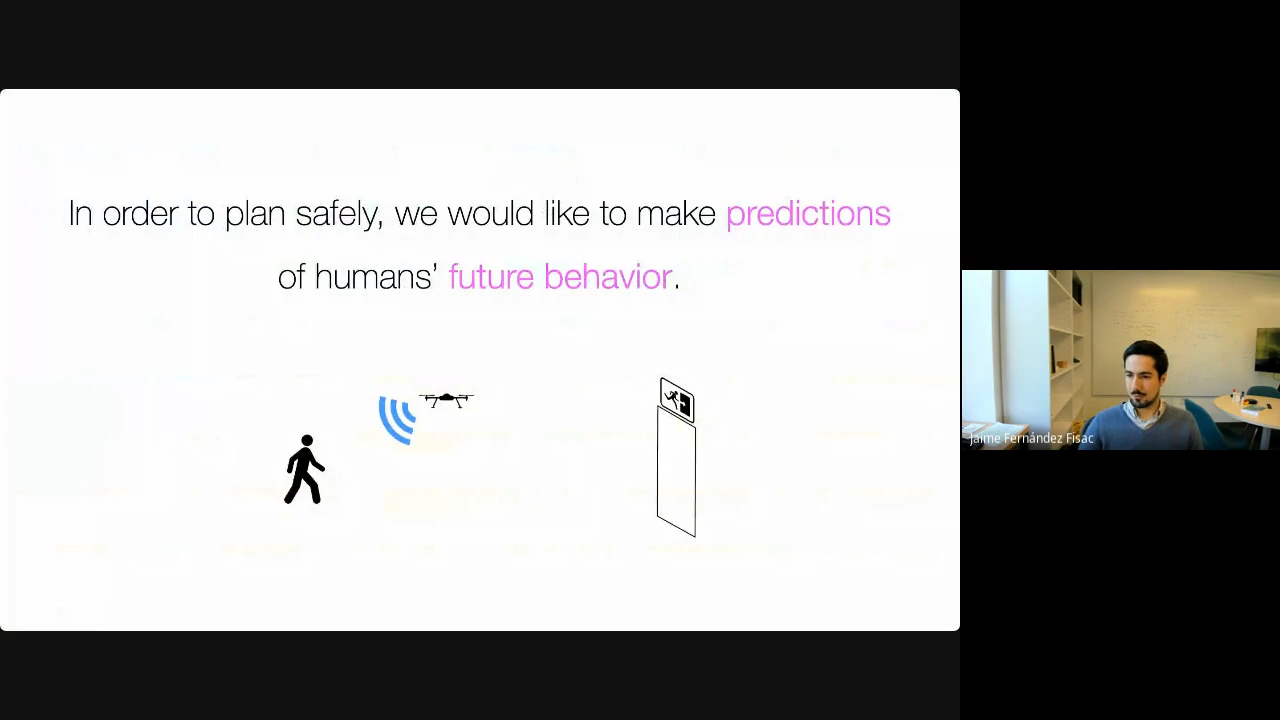 In order to plan safely, we would like to make predictions
of humans’ future behavior.
Jaime Fernández Fisac